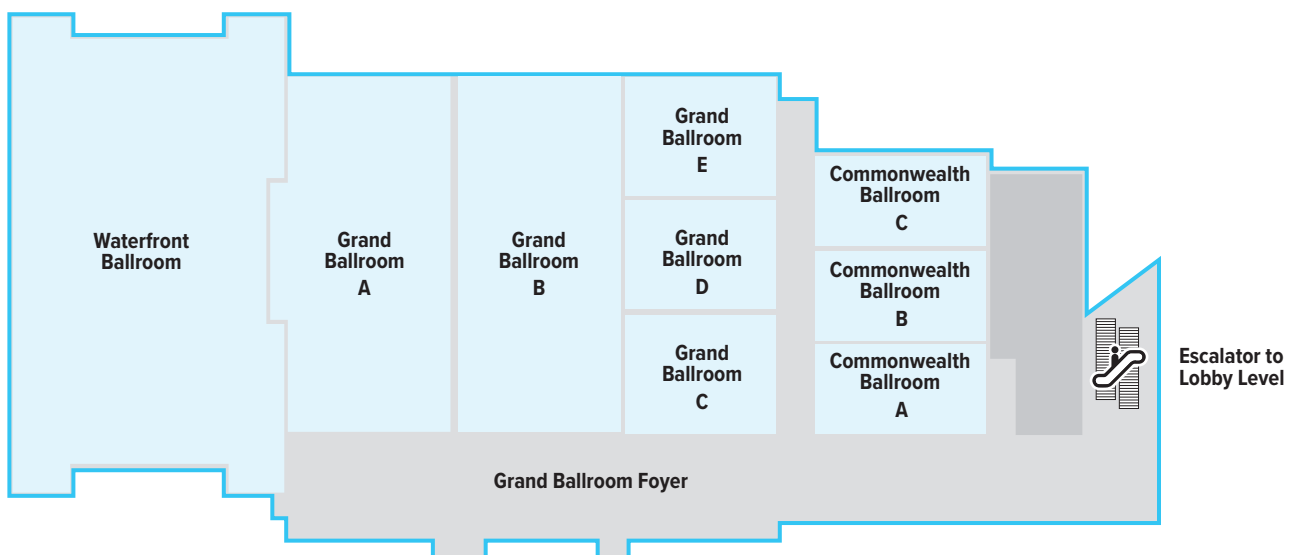 Waterfront
Ballroom
Grand
Ballroom
A
Grand
Ballroom
B
Grand
Ballroom
E
Grand
Ballroom
D
Grand
Ballroom
C
Commonwealth
Ballroom
C
Commonwealth
Ballroom
B
Commonwealth
Ballroom
A
Escalator to
Lobby Level
Grand Ballroom Foyer